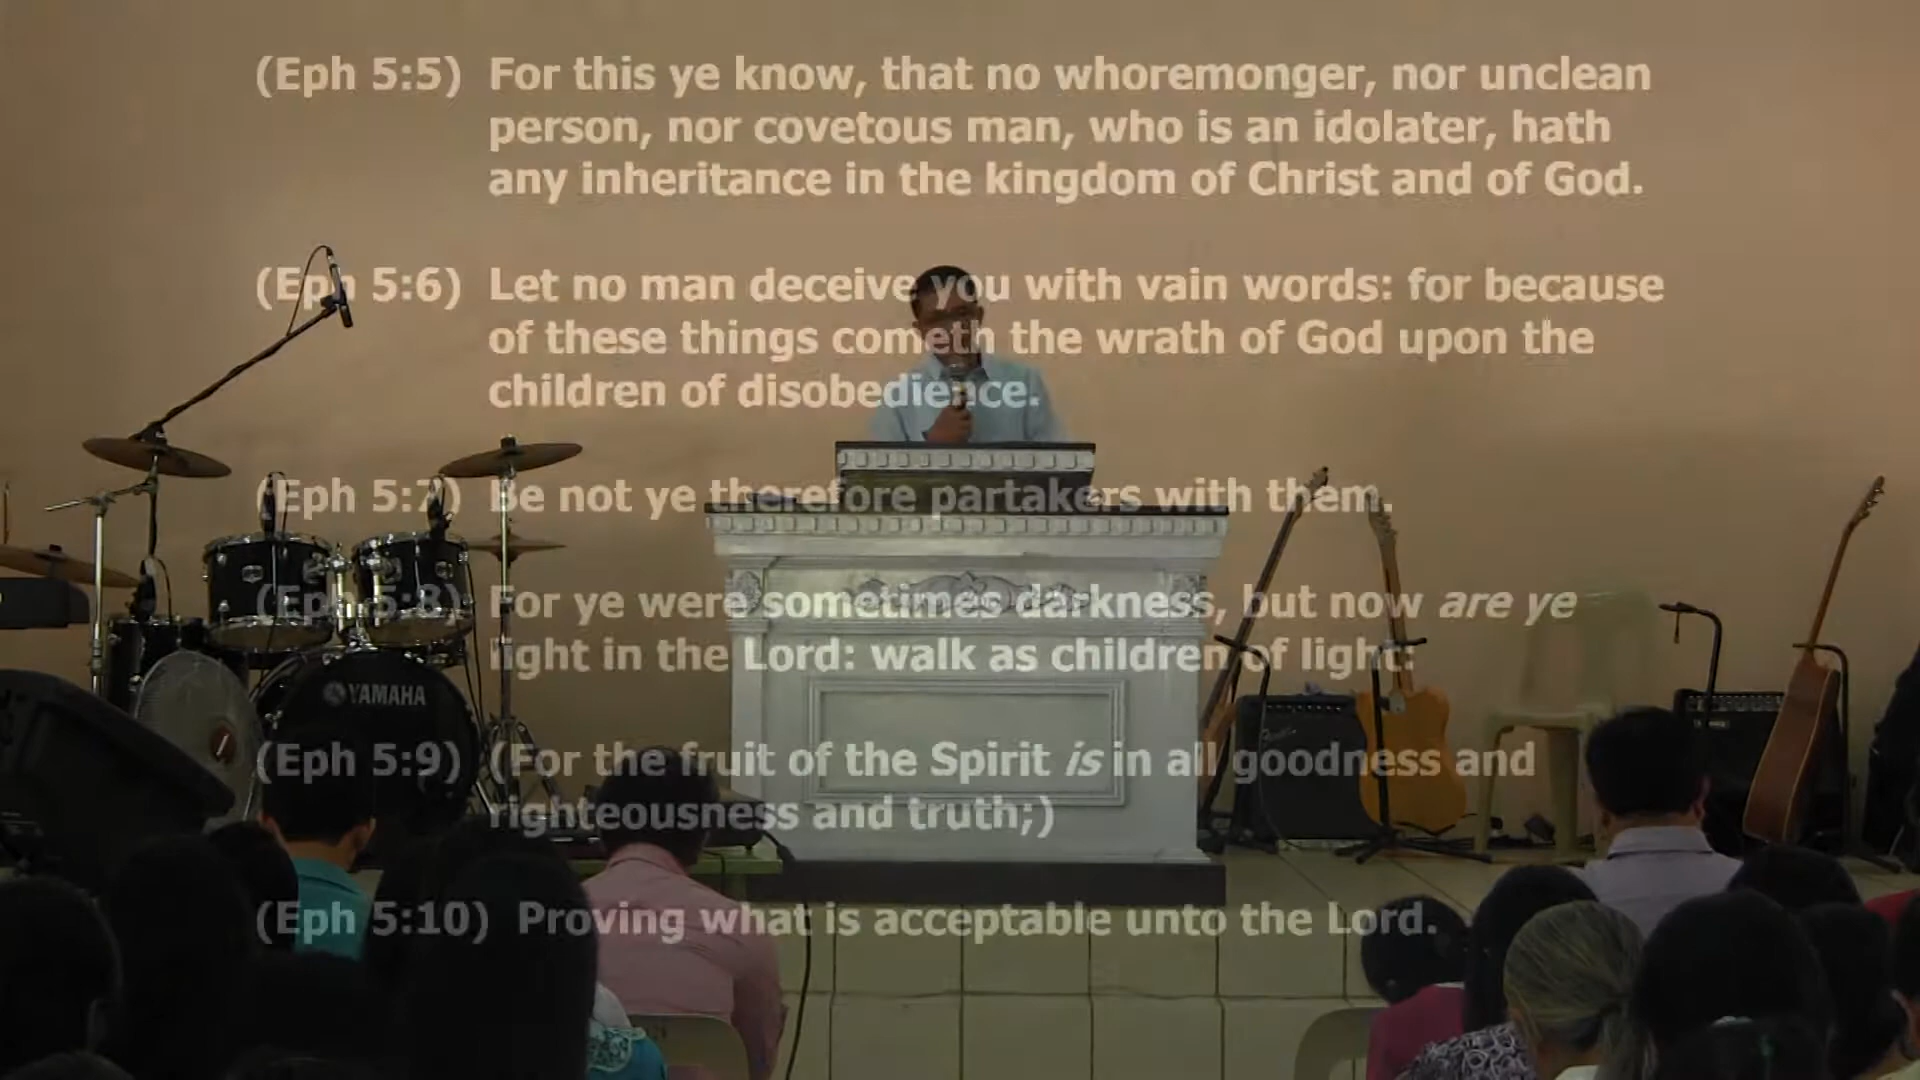 (Eph 5:5) For this ye know, that no whoremonger, nor unclean
person, nor covetous man, who is an idolater, hath
any inheritance in the kingdom of Christ and of God.
(Eph 5:6) Let no man deceive you with vain words: for because
of these things cometh the wrath of God upon the
children of disobedience.
(Eph 5:7) Be not ye therefore partakers with them.
(Eph 5:8) For ye were sometimes darkness, but now are ye
light in the Lord: walk as children of light:
YAMAHA
(Eph 5:9) (For the fruit of the Spirit is in all goodness and
righteousness and truth;)
(Eph 5:10) Proving what is acceptable unto the Lord.